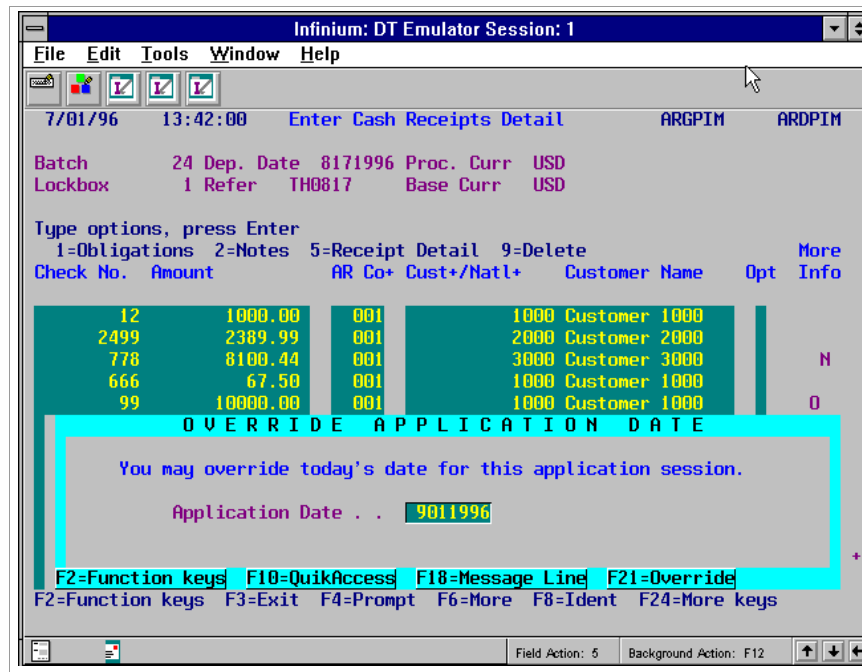 Infinium: DT Emulator Session: 1
File Edit Tools Window Help
7/01/96 13:42:00 Enter Cash Receipts Detail ARGPIM ARDPIM
Batch 24 Dep. Date 8171996 Proc. Curr USD
Lockbox 1 Refer TH0817 Base Curr USD
Type options, press Enter
1=Obligations 2=Notes 5=Receipt Detail 9=Delete More
Check No. Amount AR Co+ Cust+/Natl+ Customer Name Opt Info
12 1000.00 001 1000 Customer 1000
2499 2389.99 001 2000 Customer 2000
778 8100.44 001 3000 Customer 3000 N
666 67.50 001 1000 Customer 1000
99 10000.00 001 1000 Customer 1000 O
OVERRIDE APPLICATION DATE
You may override today's date for this application session.
Application Date . . 9011996
+
F2=Function keys F10=QuikAccess F18=Message Line F21=Override
F2=Function keys F3=Exit F4=Prompt F6=More F8=Ident F24=More keys
Field Action: 5 Background Action: F12